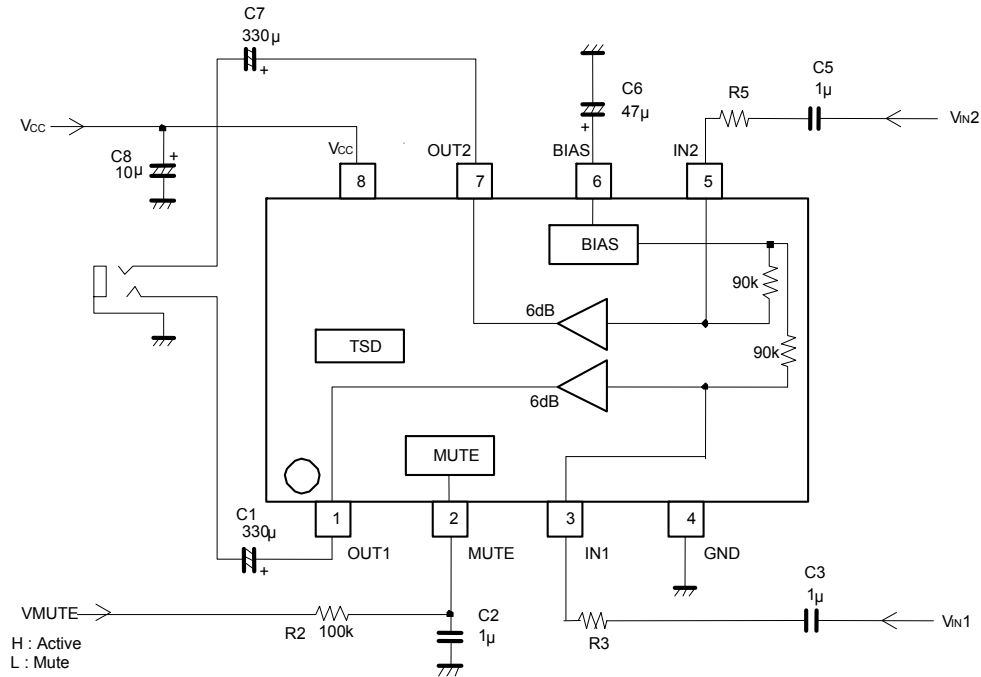 C7
330μ
C5
1μ
R5
C6
47μ
+
+
VCC
VIN2
C8
10μ
+
VCC
OUT2
BIAS
IN2
8
7
6
5
BIAS
90k
6dB
TSD
90k
6dB
MUTE
C1
330μ
+
1
2
3
4
OUT1
MUTE
IN1
GND
C3
1μ
VMUTE
R2
100k
C2
1μ
R3
VIN1
H : Active
L : Mute